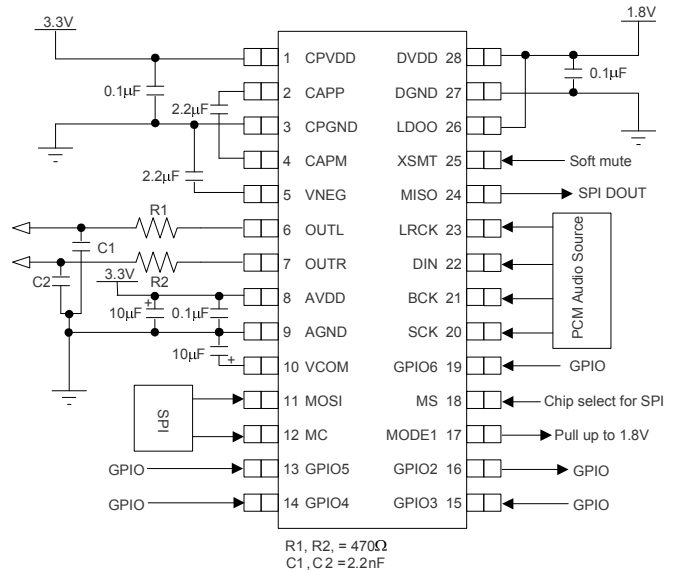 3.3V
1.8V
0.1μF
2.2μF
2.2μF
0.1μF
1 CPVDD
2 CAPP
3 CPGND
4 CAPM
5 VNEG
6 OUTL
7 OUTR
8 AVDD
9 AGND
10 VCOM
11 MOSI
12 MC
13 GPIO5
14 GPIO4
DVDD 28
DGND 27
LDOO 26
XSMT 25
MISO 24
LRCK 23
DIN 22
BCK 21
SCK 20
GPIO6 19
MS 18
MODE1 17
GPIO2 16
GPIO3 15
R1
C1
R2
C2
3.3V
10μF
+
0.1μF
10μF
+
SPI
GPIO
GPIO
Soft mute
SPI DOUT
PCM Audio Source
GPIO
Chip select for SPI
Pull up to 1.8V
GPIO
GPIO
R1, R2, = 470Ω
C1, C2 =2.2nF